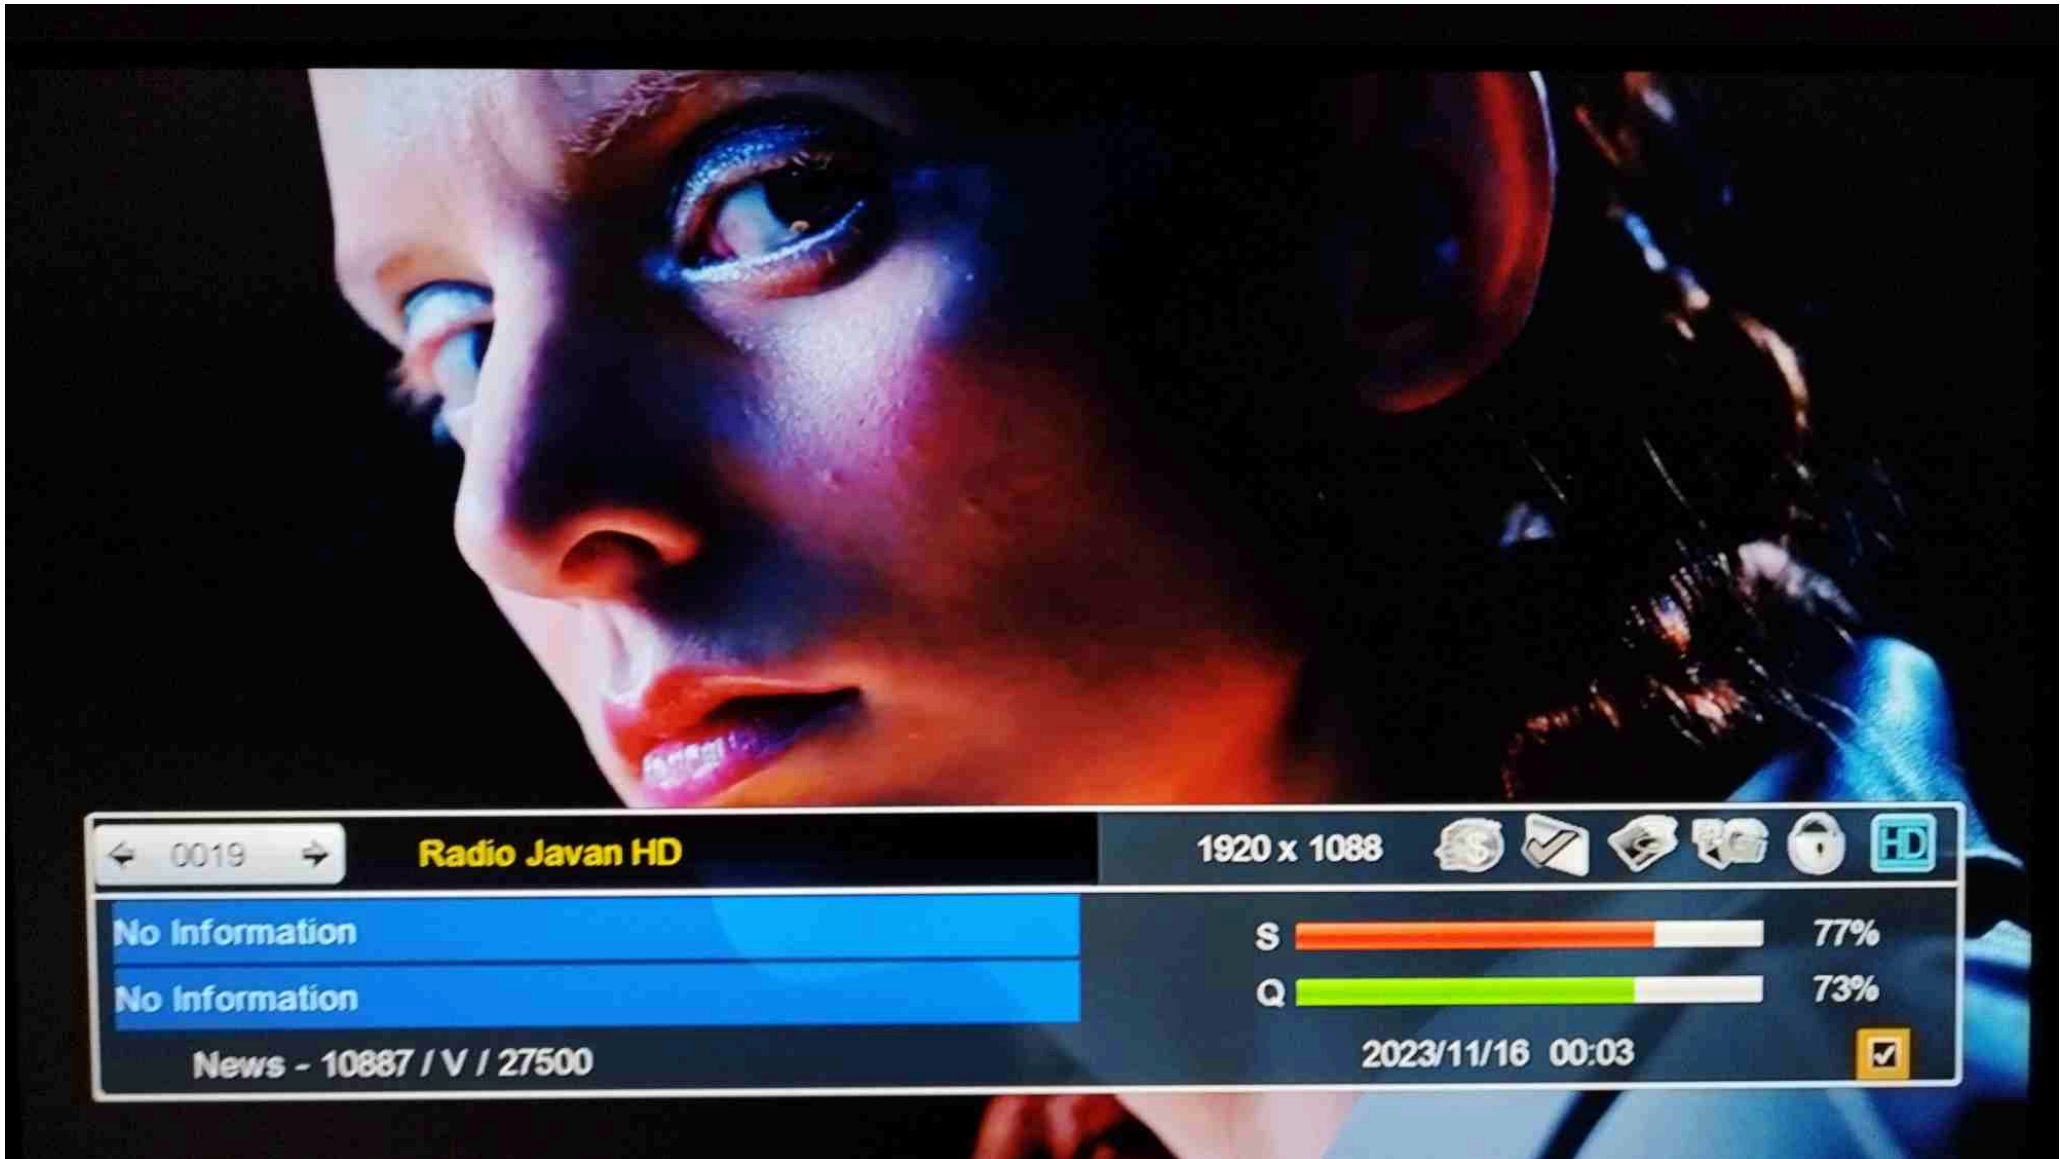 0019
Radio Javan HD
1920 x 1088
HD
No Information
No Information
S 77%
Q 73%
News - 10887 / V / 27500
2023/11/16 00:03